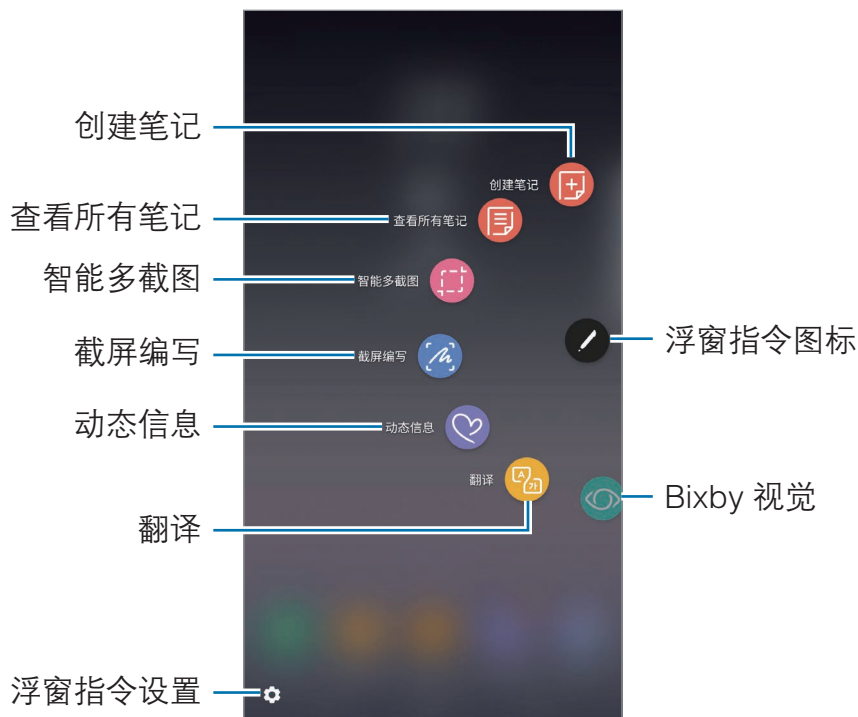 创建笔记
创建笔记
查看所有笔记
查看所有笔记
智能多截图
智能多截图
浮窗指令图标
截屏编写
截屏编写
动态信息
动态信息
翻译
A
가
Bixby 视觉
翻译
浮窗指令设置